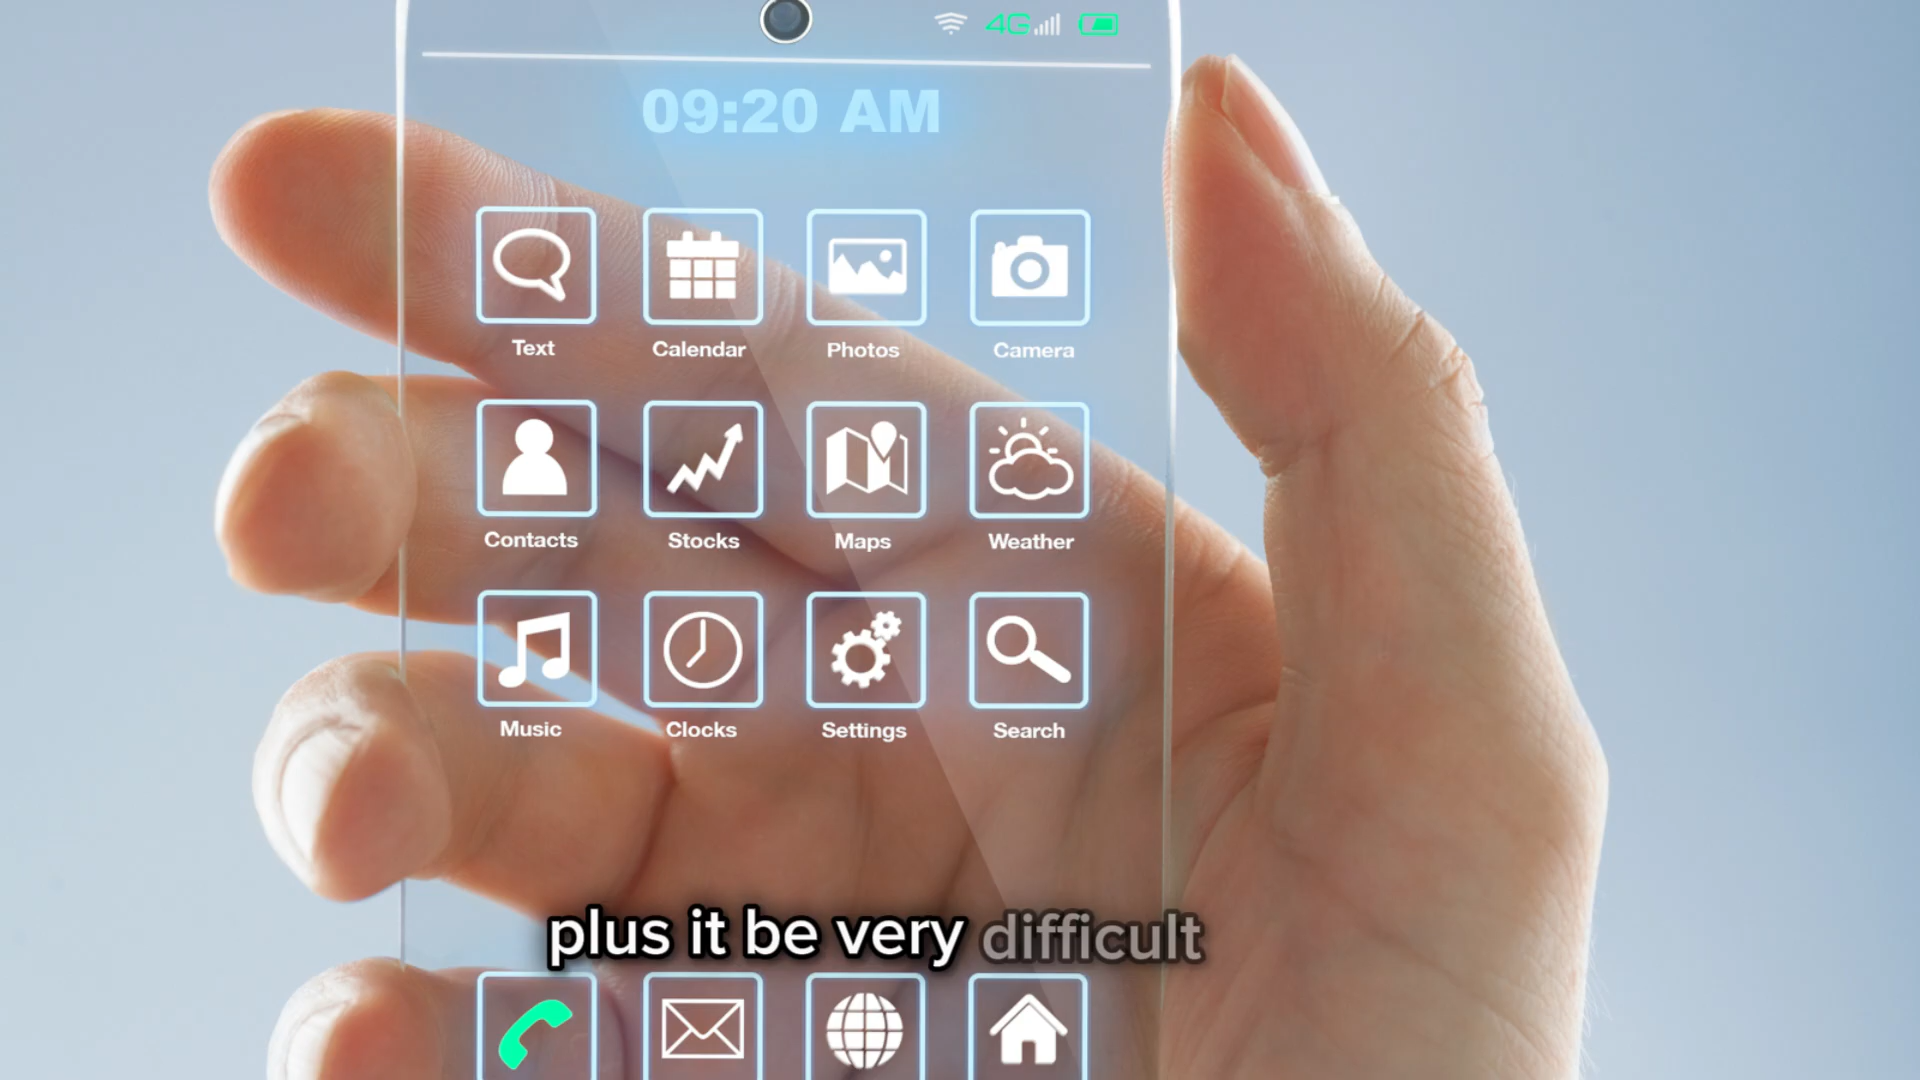 4G
09:20 AM
Text Calendar Photos Camera
Contacts Stocks Maps Weather
Music Clocks Settings Search
plus it be very difficult